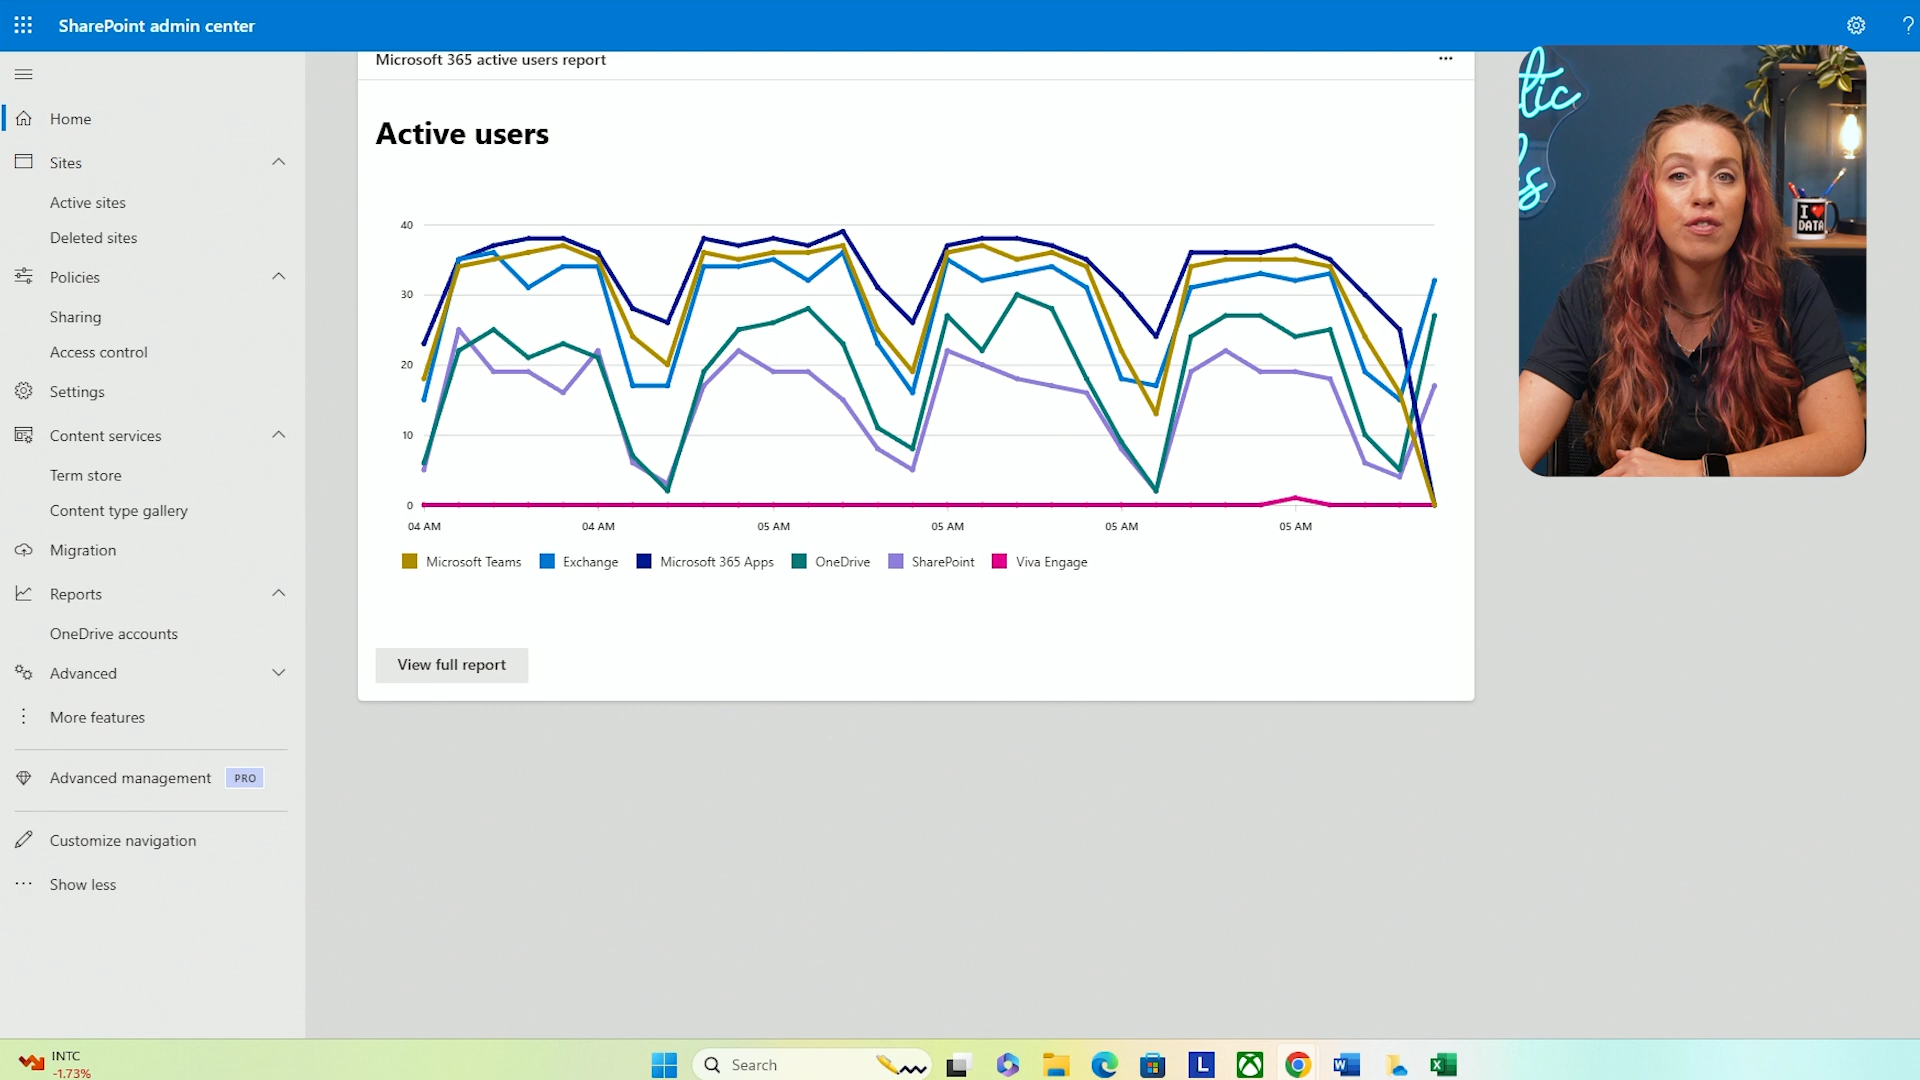 SharePoint admin center
?
Home
Sites
Active sites
Deleted sites
Policies
Sharing
Access control
Settings
Content services
Term store
Content type gallery
Migration
Reports
OneDrive accounts
Advanced
More features
Advanced management PRO
Customize navigation
Show less
Microsoft 365 active users report
Active users
40
30
20
10
0
04 AM 04 AM 05 AM 05 AM 05 AM 05 AM
Microsoft Teams Exchange Microsoft 365 Apps OneDrive SharePoint Viva Engage
View full report
tic
ls
I ❤ DATA
INTC
-1.73%
Search
L
W
X